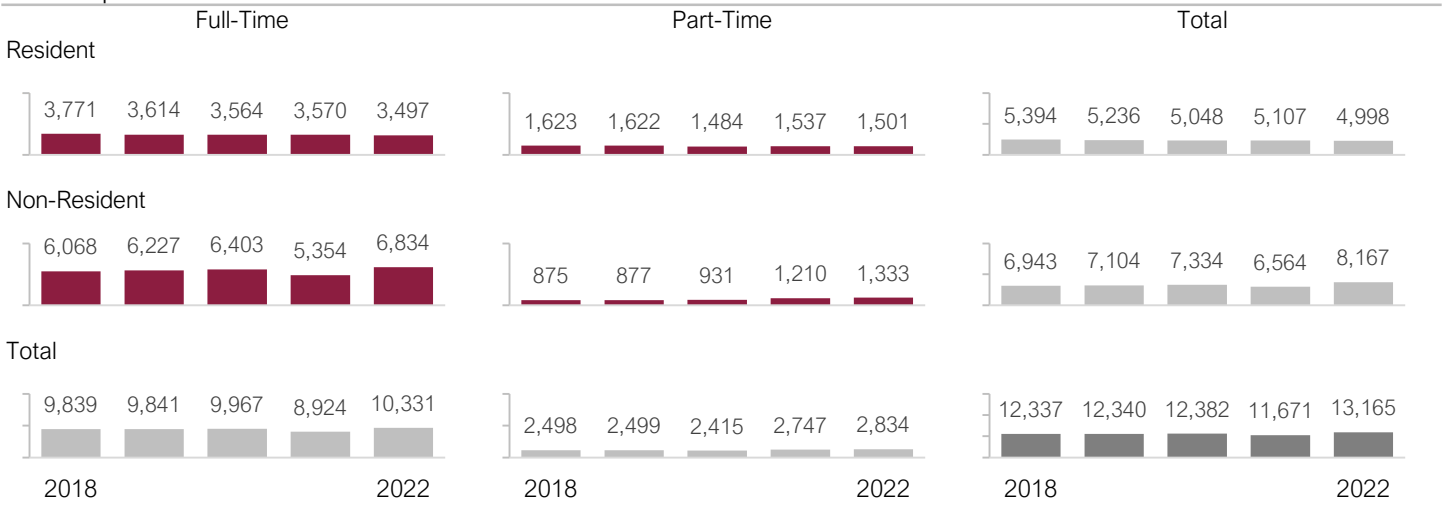 Full-Time Part-Time Total
Resident
3,771 3,614 3,564 3,570 3,497 1,623 1,622 1,484 1,537 1,501 5,394 5,236 5,048 5,107 4,998
Non-Resident
6,068 6,227 6,403 5,354 6,834 875 877 931 1,210 1,333 6,943 7,104 7,334 6,564 8,167
Total
9,839 9,841 9,967 8,924 10,331 2,498 2,499 2,415 2,747 2,834 12,337 12,340 12,382 11,671 13,165
2018 2022 2018 2022 2018 2022